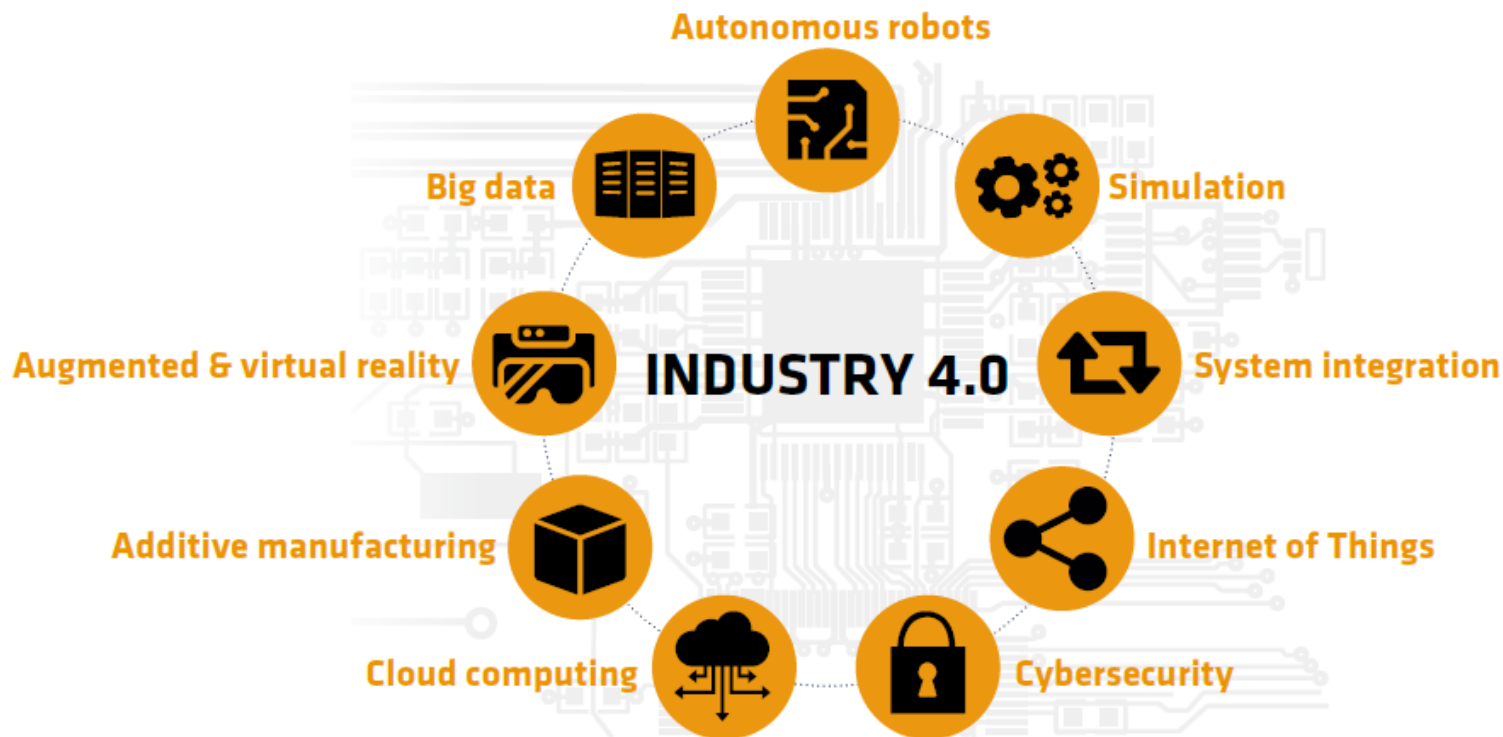 Autonomous robots
Big data
Simulation
Augmented & virtual reality
INDUSTRY 4.0
System integration
Additive manufacturing
Internet of Things
Cloud computing
Cybersecurity